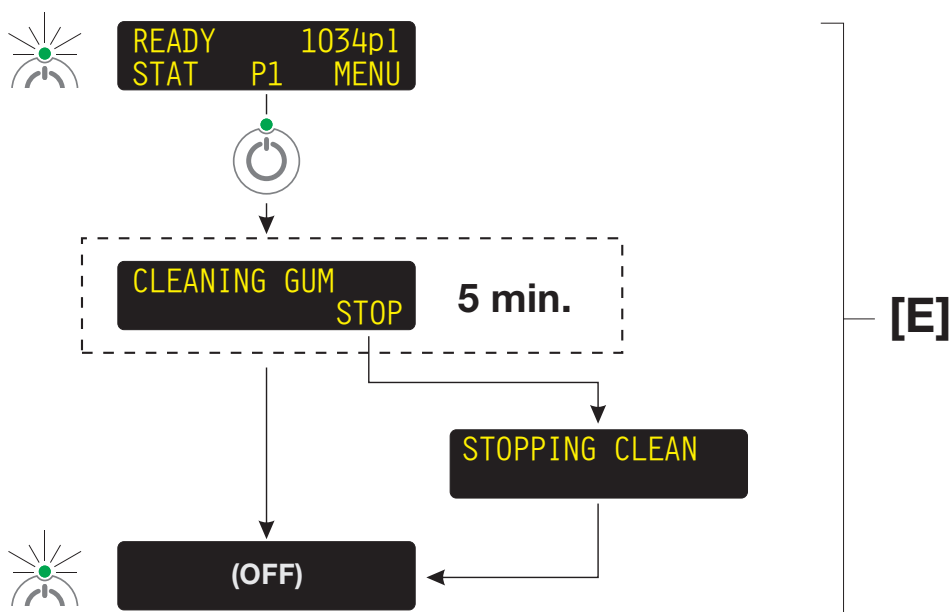 READY 1034pl
STAT P1 MENU
CLEANING GUM
STOP
5 min.
[E]
STOPPING CLEAN
(OFF)